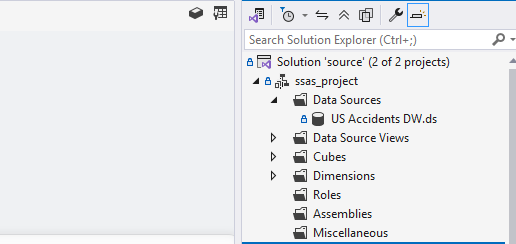 Search Solution Explorer (Ctrl+;)
Solution 'source' (2 of 2 projects)
ssas_project
Data Sources
US Accidents DW.ds
Data Source Views
Cubes
Dimensions
Roles
Assemblies
Miscellaneous